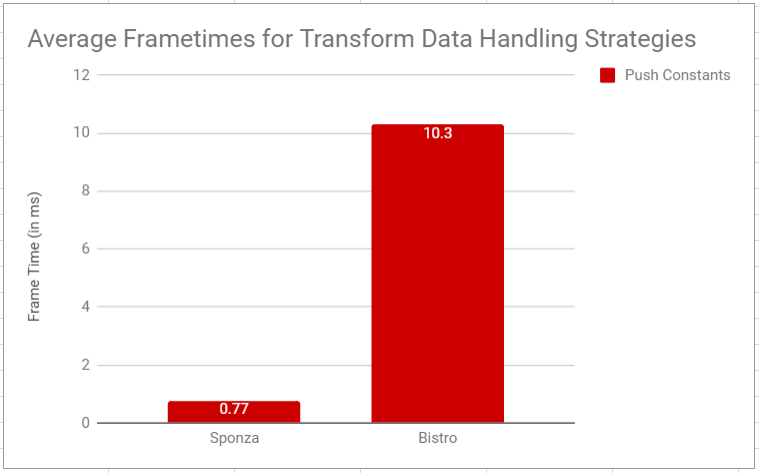 Average Frametimes for Transform Data Handling Strategies
Push Constants
Frame Time (in ms)
12
10
8
6
4
2
0
10.3
0.77
Sponza
Bistro